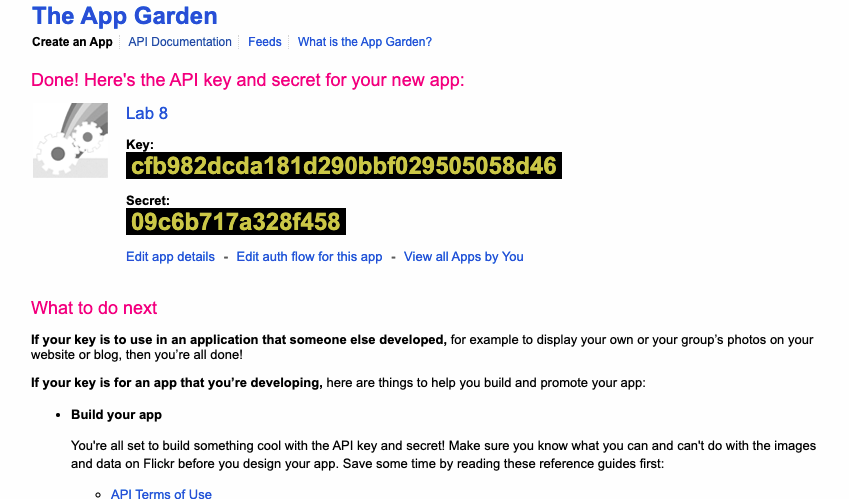 The App Garden
Create an App API Documentation Feeds What is the App Garden?
Done! Here's the API key and secret for your new app:
Lab 8
Key:
cfb982dcda181d290bbf029505058d46
Secret:
09c6b717a328f458
Edit app details - Edit auth flow for this app - View all Apps by You
What to do next
If your key is to use in an application that someone else developed, for example to display your own or your group’s photos on your
website or blog, then you’re all done!
If your key is for an app that you’re developing, here are things to help you build and promote your app:
• Build your app
You're all set to build something cool with the API key and secret! Make sure you know what you can and can't do with the images
and data on Flickr before you design your app. Save some time by reading these reference guides first:
◦ API Terms of Use